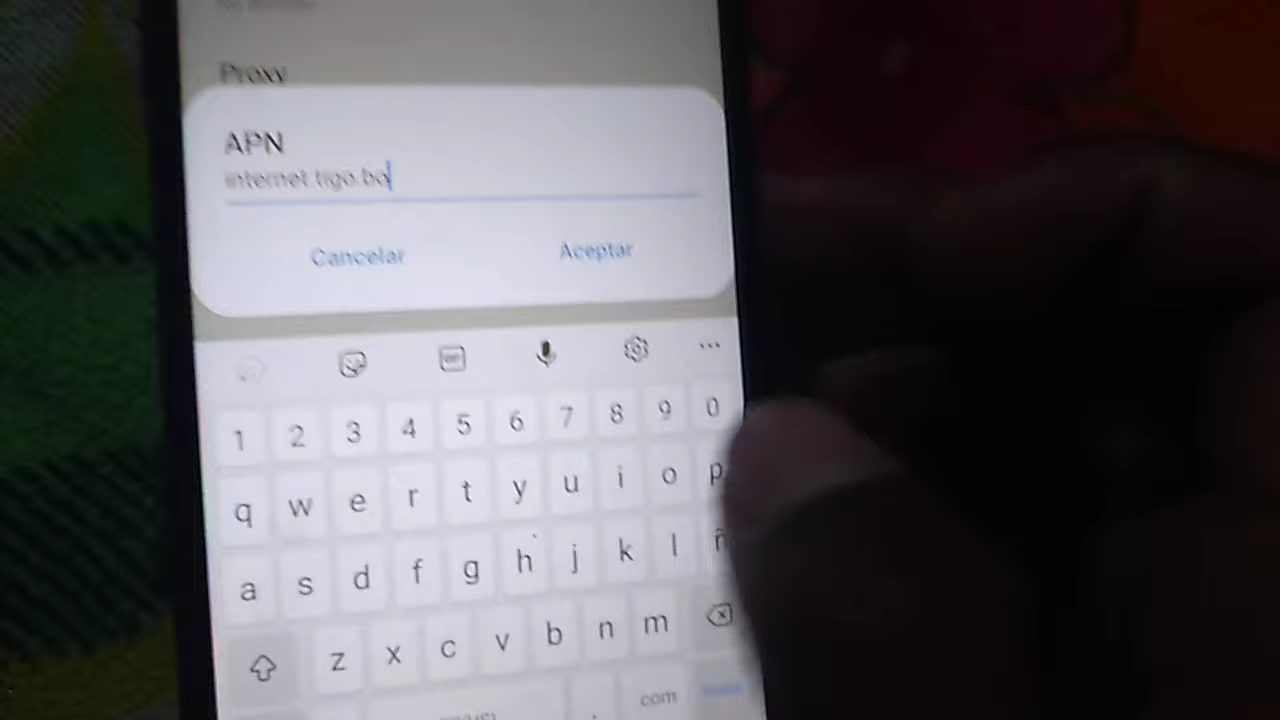 Proxy
APN
internet.tigo.bo
Cancelar
Aceptar
1 2 3 4 5 6 7 8 9 0
q w e r t y u i o p
a s d f g h j k l ñ
z x c v b n m
. com